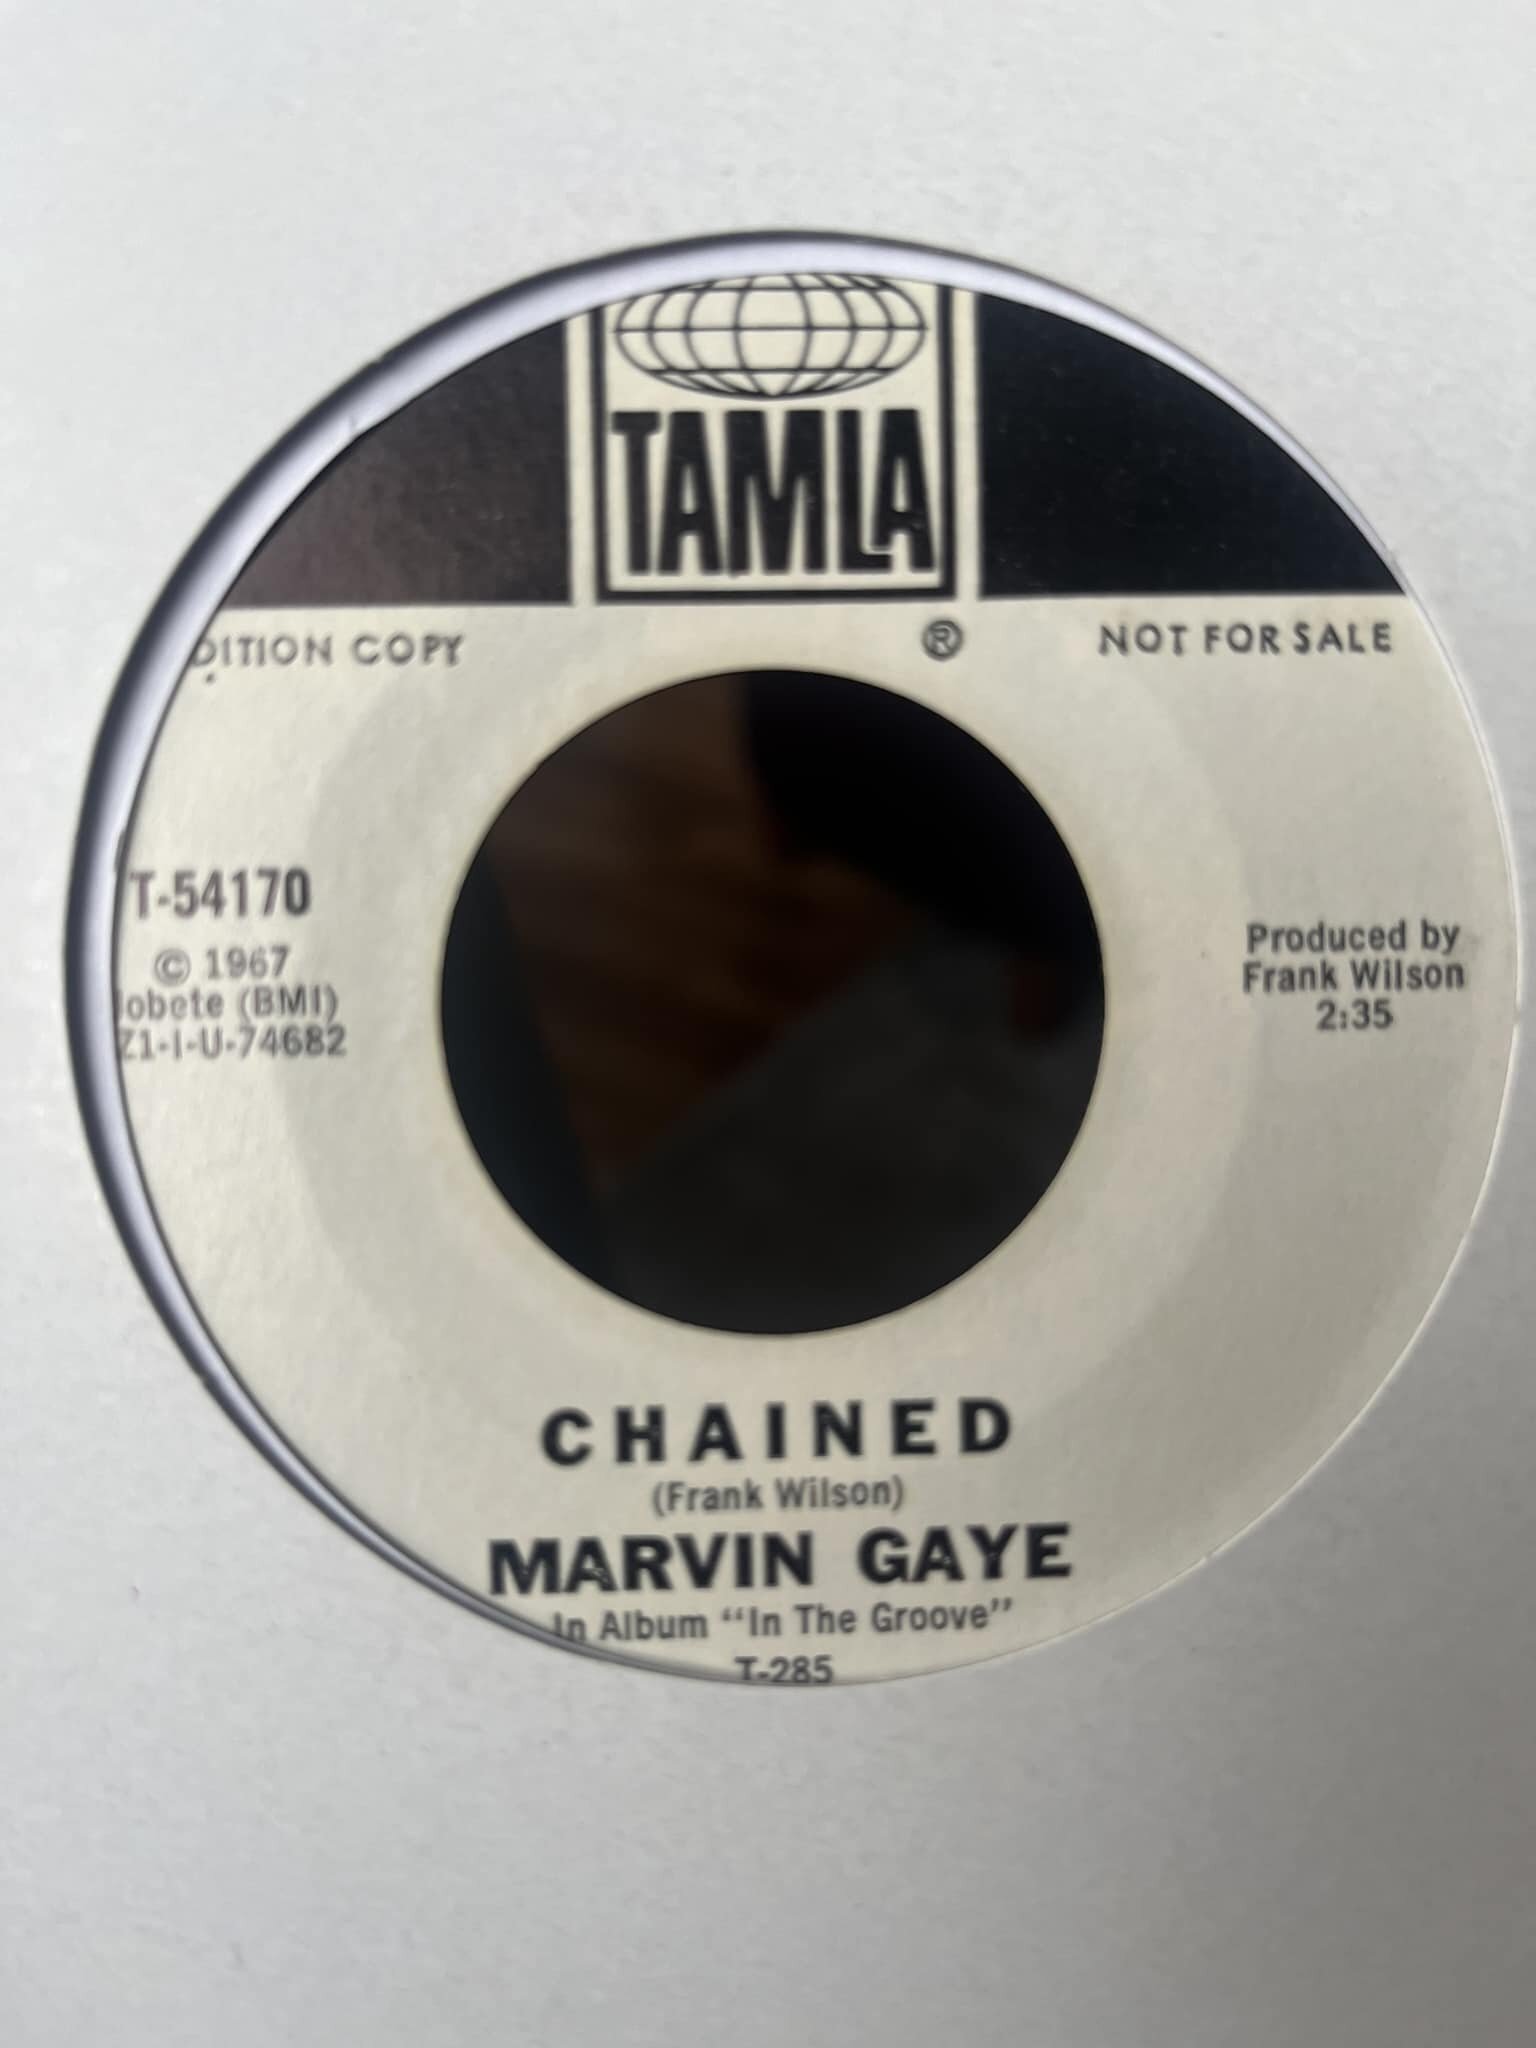 TAMLA
DITION COPY ® NOT FOR SALE
T-54170
© 1967
obete (BMI)
Z1-I-U-74682
Produced by
Frank Wilson
2:35
CHAINED
(Frank Wilson)
MARVIN GAYE
In Album “In The Groove”
T-285